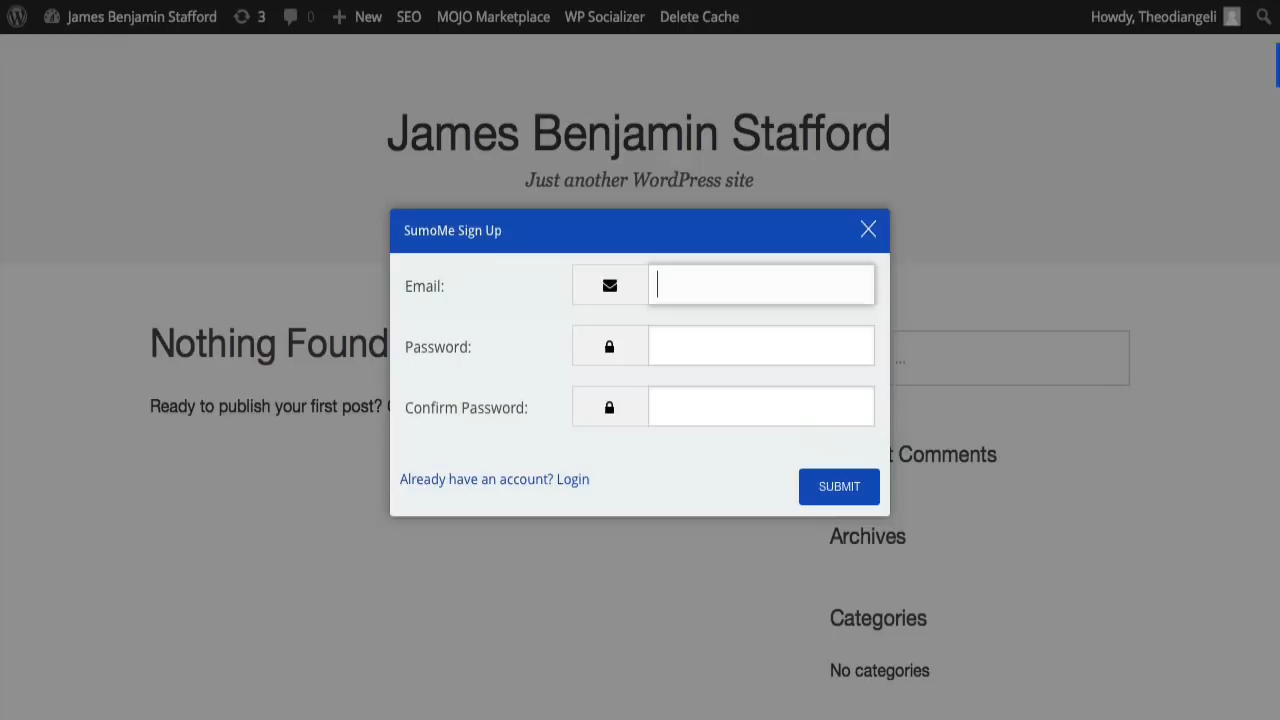 James Benjamin Stafford 3 0 New SEO MOJO Marketplace WP Socializer Delete Cache Howdy, Theodiangeli
James Benjamin Stafford
Just another WordPress site
SumoMe Sign Up
Email:
Nothing Found
Password:
...
Ready to publish your first post?
Confirm Password:
Comments
Already have an account? Login
SUBMIT
Archives
Categories
No categories